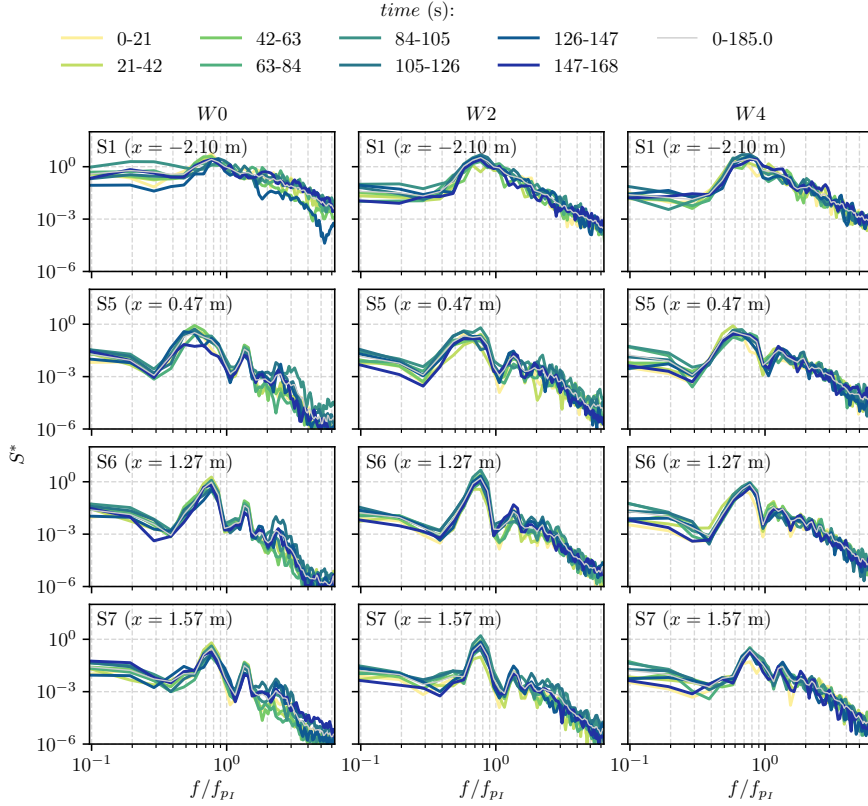 time (s):
0-21 42-63 84-105 126-147 0-185.0
21-42 63-84 105-126 147-168
W0 W2 W4
S1 (x = −2.10 m) S1 (x = −2.10 m) S1 (x = −2.10 m)
10^0
10^−3
10^−6
S5 (x = 0.47 m) S5 (x = 0.47 m) S5 (x = 0.47 m)
10^0
10^−3
10^−6
S*
S6 (x = 1.27 m) S6 (x = 1.27 m) S6 (x = 1.27 m)
10^0
10^−3
10^−6
S7 (x = 1.57 m) S7 (x = 1.57 m) S7 (x = 1.57 m)
10^0
10^−3
10^−6
10^−1 10^0 10^−1 10^0 10^−1 10^0
f/f_{p_I} f/f_{p_I} f/f_{p_I}